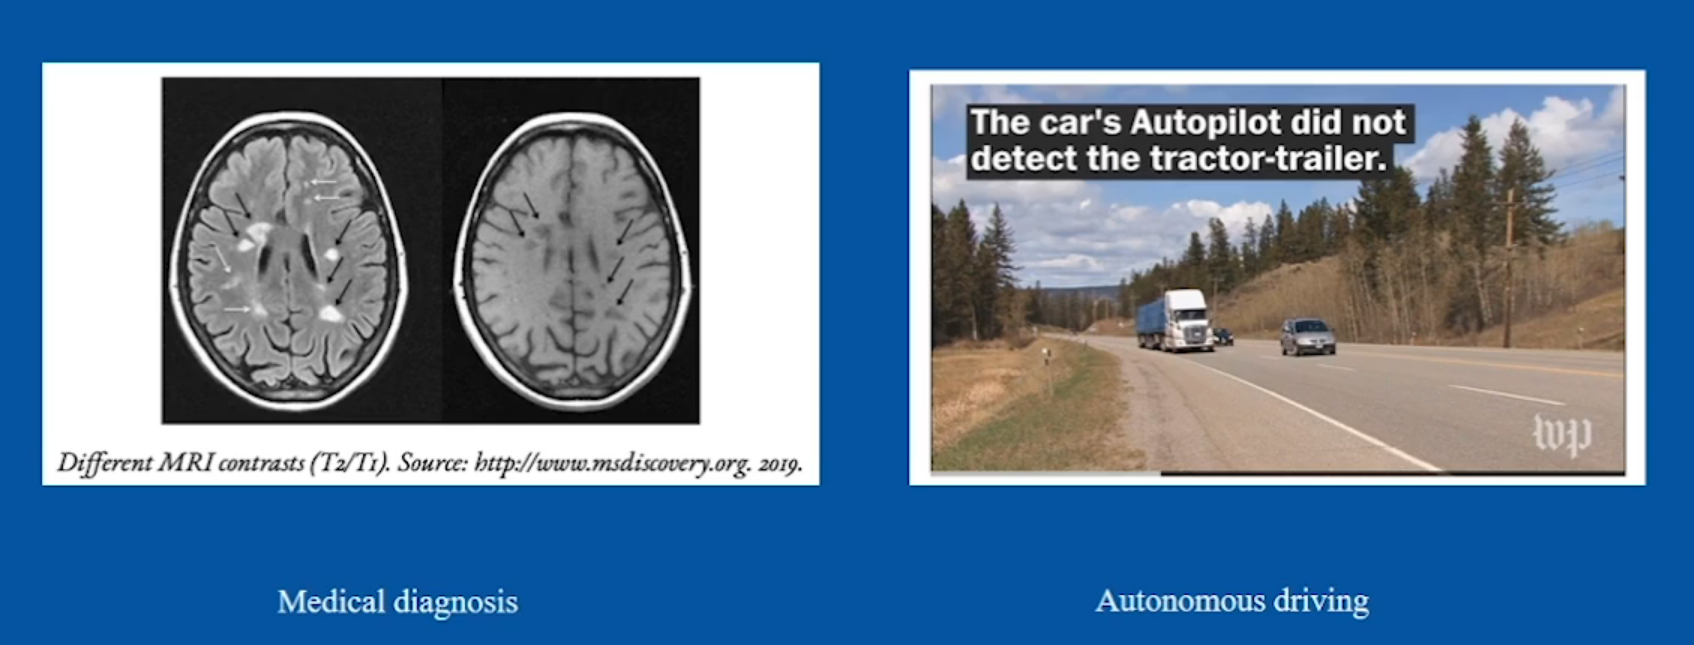 The car's Autopilot did not
detect the tractor-trailer.
wp
Different MRI contrasts (T2/T1). Source: http://www.msdiscovery.org. 2019.
Medical diagnosis
Autonomous driving